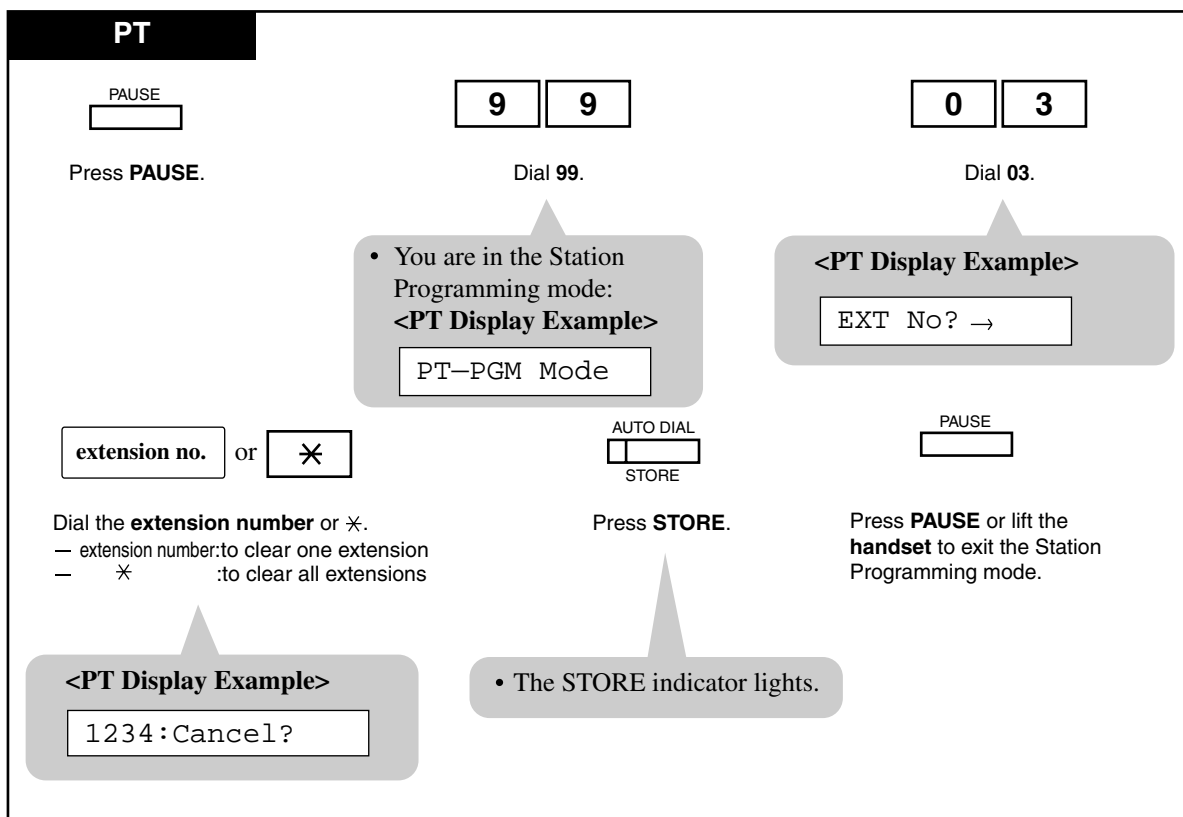 PT
PAUSE
Press PAUSE.
9 9
Dial 99.
• You are in the Station
Programming mode:
<PT Display Example>
PT—PGM Mode
0 3
Dial 03.
<PT Display Example>
EXT No? →
extension no. or ✳
Dial the extension number or ✳.
— extension number:to clear one extension
— ✳ :to clear all extensions
<PT Display Example>
1234:Cancel?
AUTO DIAL
STORE
Press STORE.
• The STORE indicator lights.
PAUSE
Press PAUSE or lift the
handset to exit the Station
Programming mode.